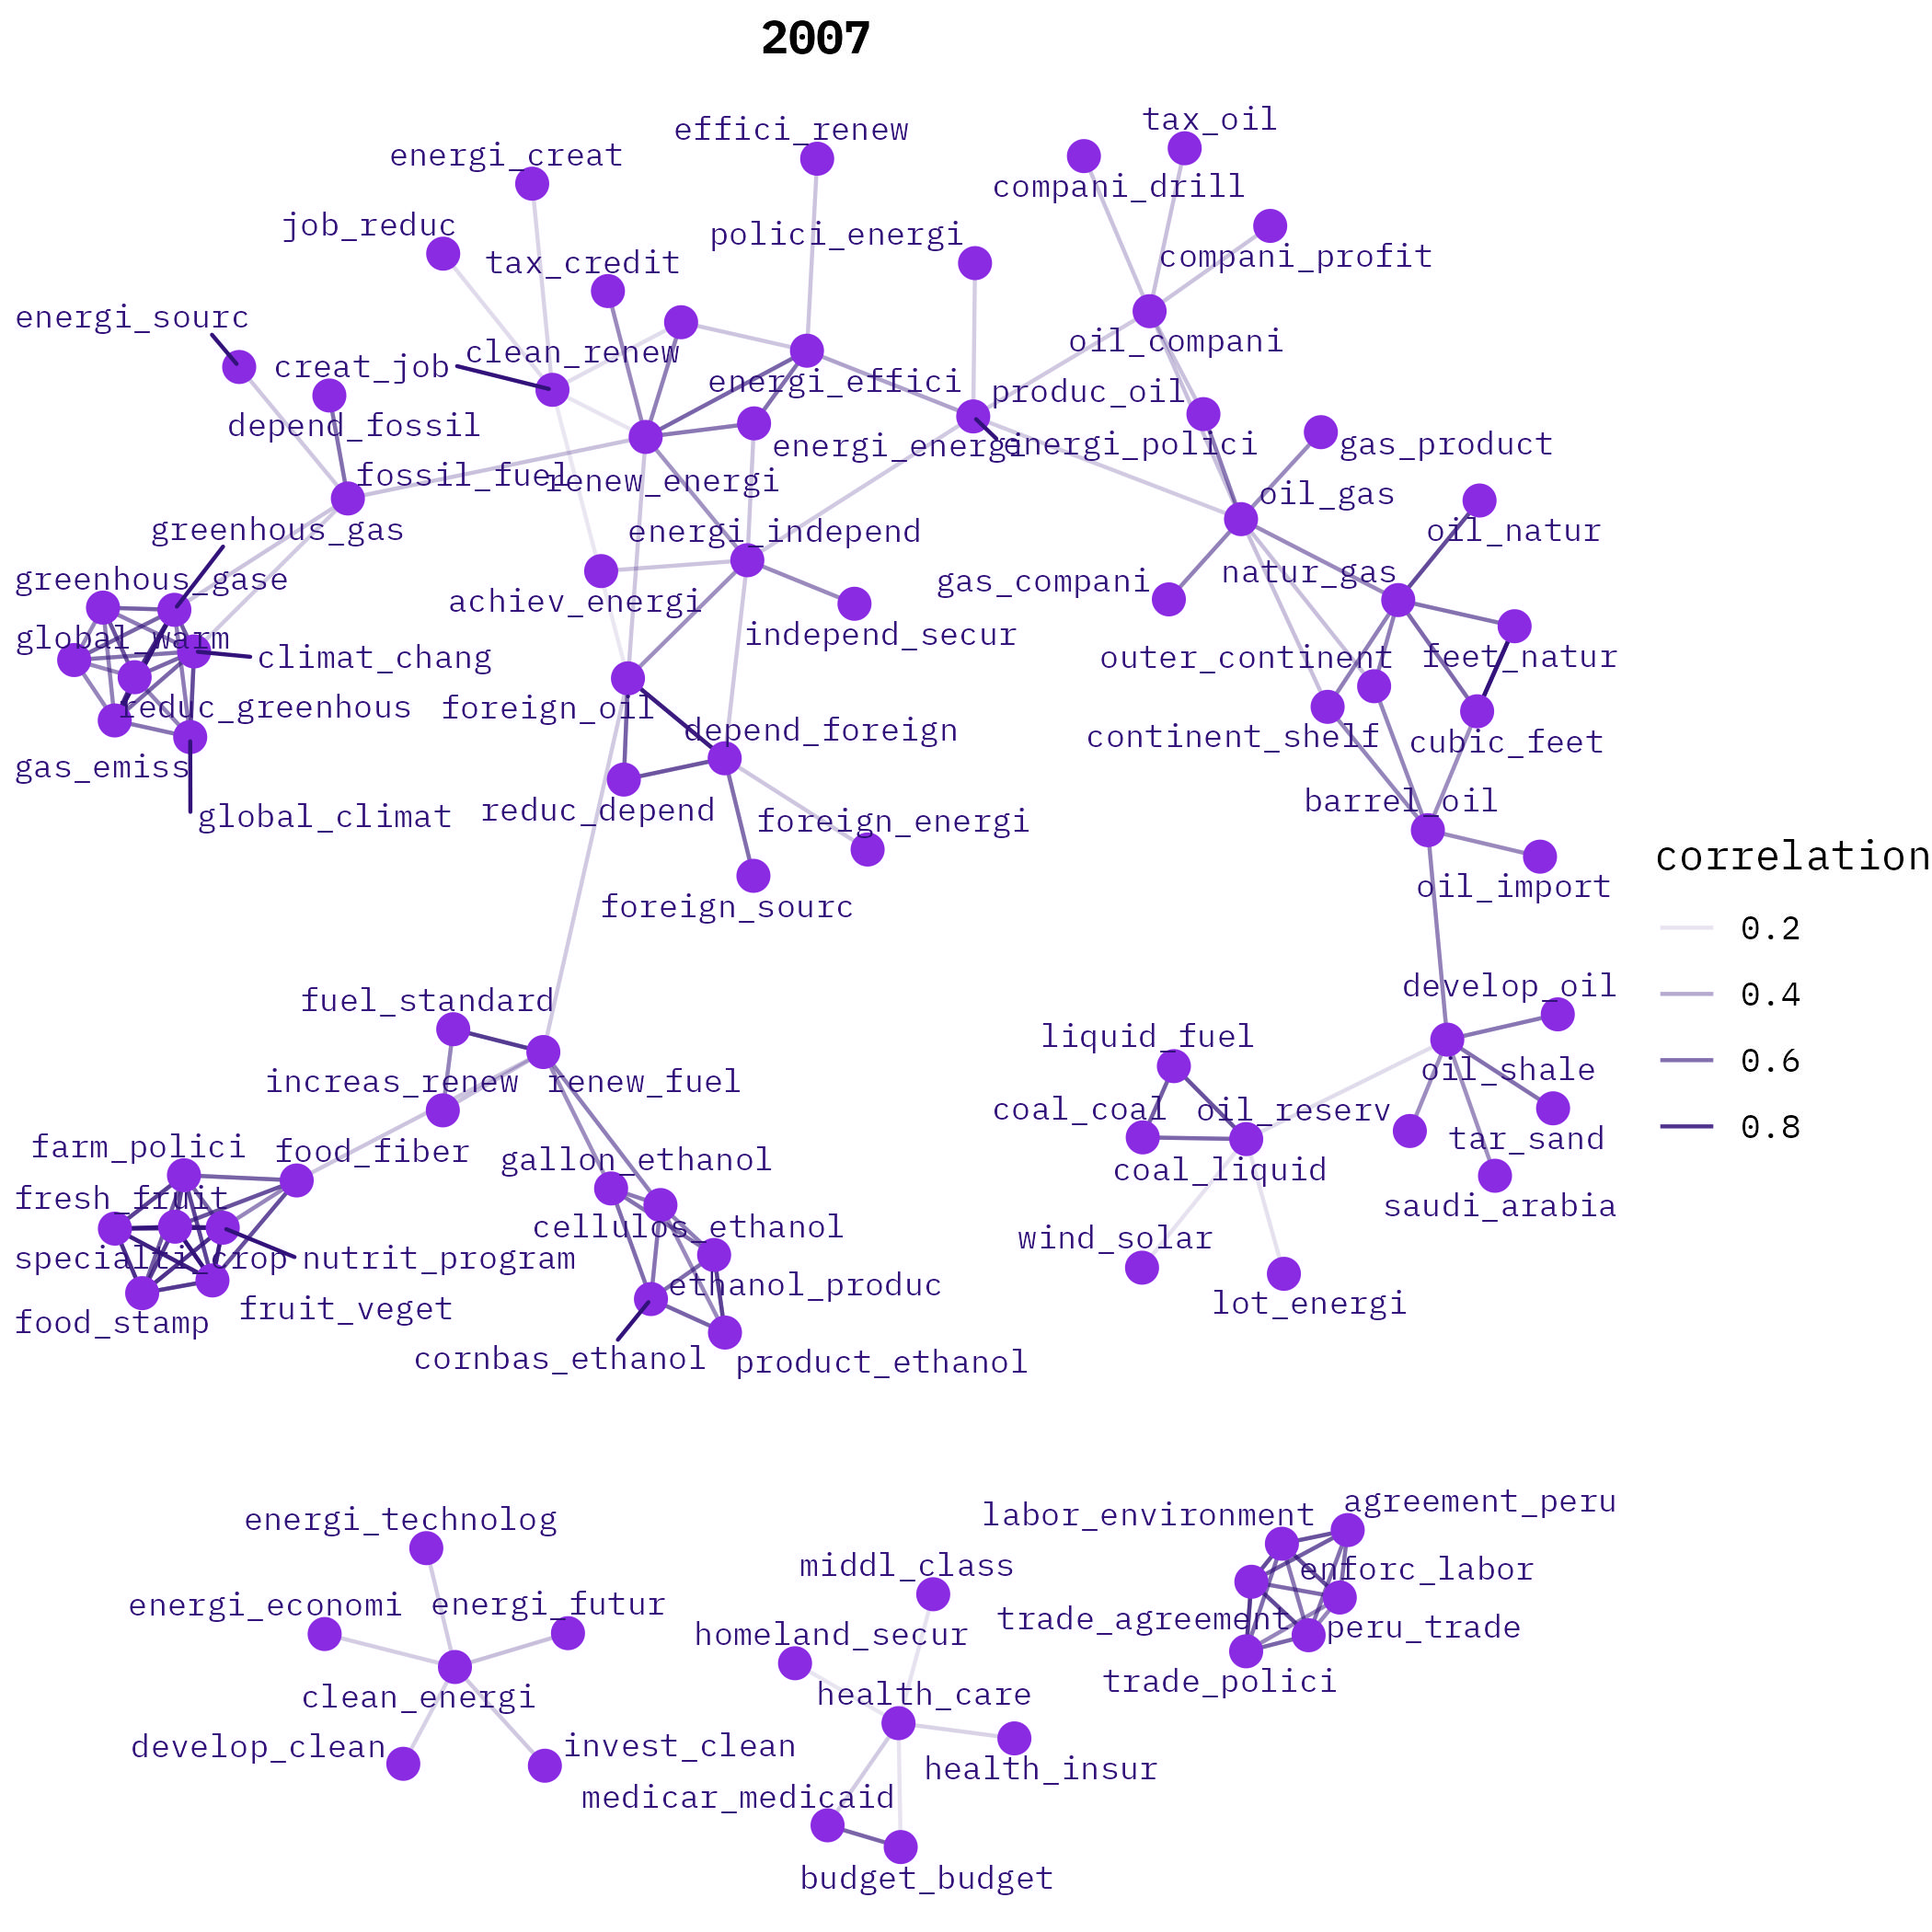 2007
tax_oil
effici_renew
energi_creat
compani_drill
job_reduc
polici_energi
tax_credit
compani_profit
energi_sourc
oil_compani
clean_renew
creat_job
energi_effici
produc_oil
depend_fossil
energi_energi
energi_polici
gas_product
fossil_fuel
renew_energi
oil_gas
greenhous_gas
energi_independ
oil_natur
greenhous_gase
gas_compani
natur_gas
achiev_energi
independ_secur
global_warm
climat_chang
outer_continent
feet_natur
reduc_greenhous
foreign_oil
depend_foreign
continent_shelf
cubic_feet
gas_emiss
global_climat
reduc_depend
foreign_energi
barrel_oil
correlation
oil_import
foreign_sourc
0.2
fuel_standard
develop_oil
0.4
liquid_fuel
increas_renew
renew_fuel
oil_shale
0.6
coal_coal
oil_reserv
0.8
farm_polici
food_fiber
gallon_ethanol
tar_sand
coal_liquid
fresh_fruit
saudi_arabia
cellulos_ethanol
wind_solar
specialti_crop
nutrit_program
ethanol_produc
lot_energi
food_stamp
fruit_veget
cornbas_ethanol
product_ethanol
energi_technolog
labor_environment
agreement_peru
middl_class
enforc_labor
energi_economi
energi_futur
trade_agreement
peru_trade
homeland_secur
trade_polici
clean_energi
health_care
develop_clean
invest_clean
health_insur
medicar_medicaid
budget_budget